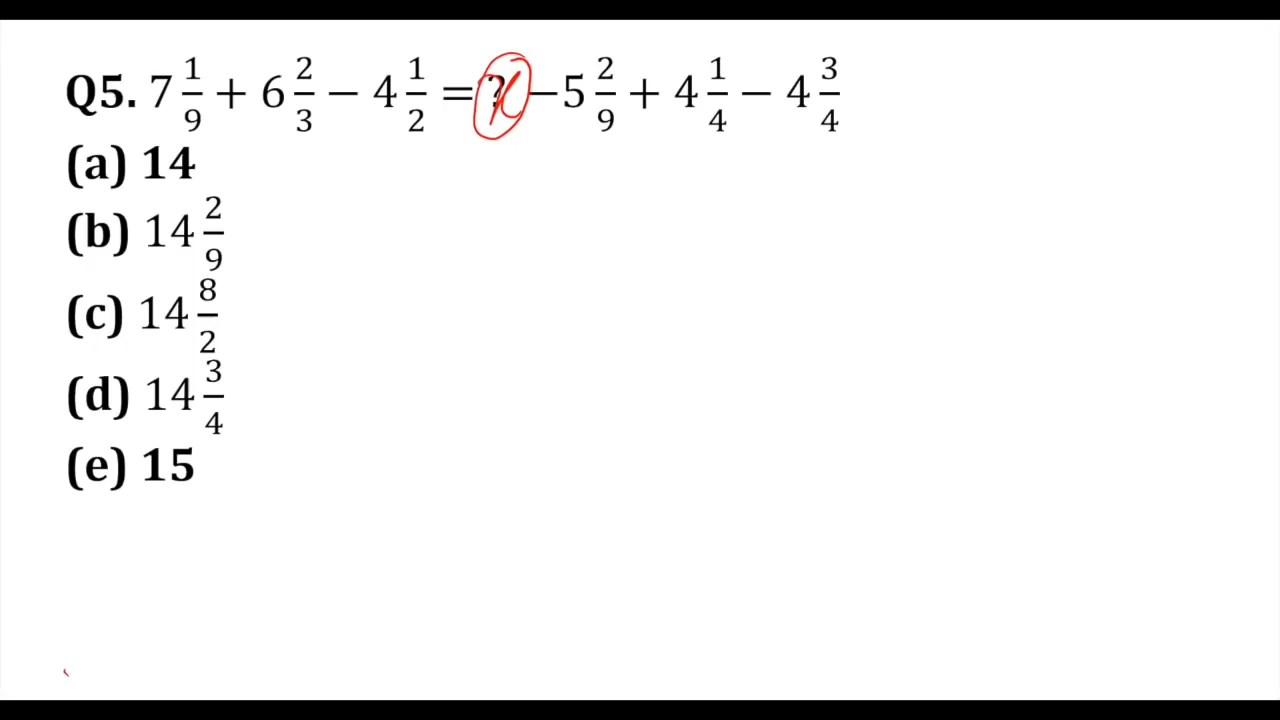 Q5. 7 1/9 + 6 2/3 − 4 1/2 = ? x −5 2/9 + 4 1/4 − 4 3/4
(a) 14
(b) 14 2/9
(c) 14 8/2
(d) 14 3/4
(e) 15